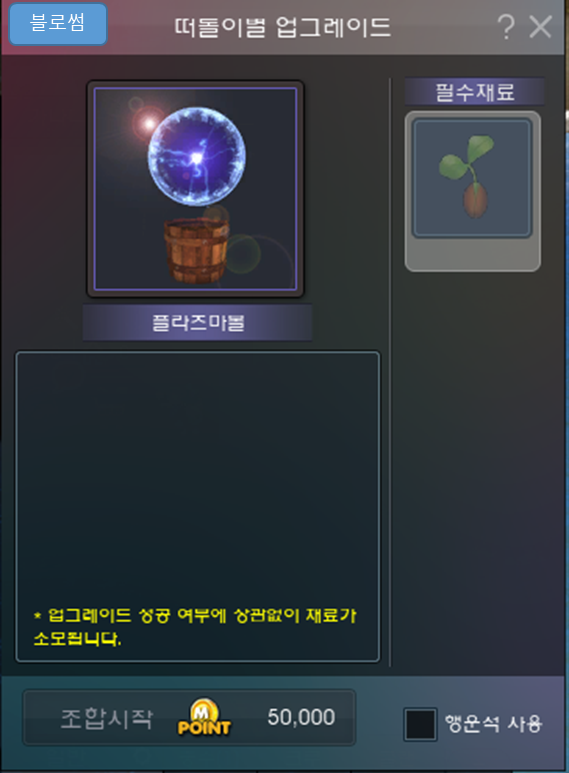 블로썸
떠돌이별 업그레이드
? X
필수재료
플라즈마볼
* 업그레이드 성공 여부에 상관없이 재료가
소모됩니다.
조합시작 M POINT 50,000
행운석 사용